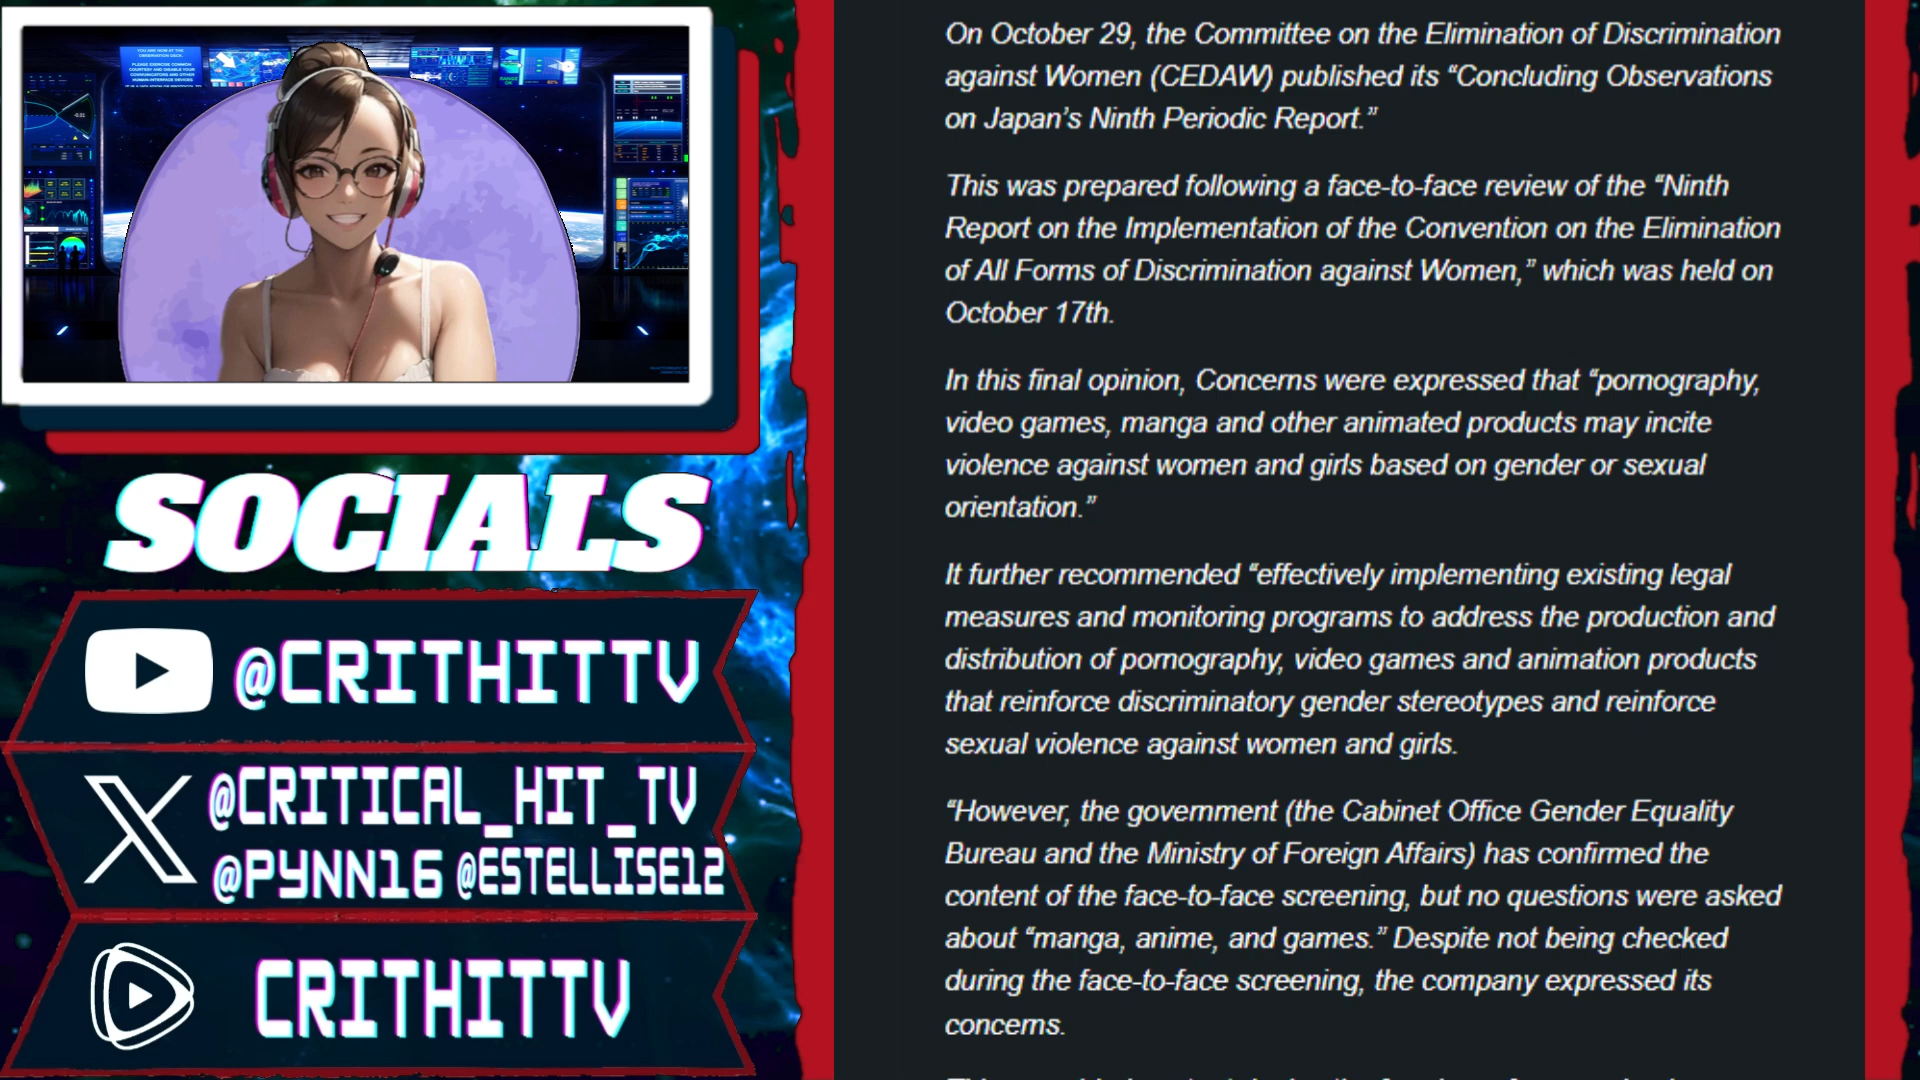 SOCIALS
@CRITHITTV
@CRITICAL_HIT_TV
@PYNN16 @ESTELLISE12
CRITHITTV
On October 29, the Committee on the Elimination of Discrimination
against Women (CEDAW) published its “Concluding Observations
on Japan’s Ninth Periodic Report.”
This was prepared following a face-to-face review of the “Ninth
Report on the Implementation of the Convention on the Elimination
of All Forms of Discrimination against Women,” which was held on
October 17th.
In this final opinion, Concerns were expressed that “pornography,
video games, manga and other animated products may incite
violence against women and girls based on gender or sexual
orientation.”
It further recommended “effectively implementing existing legal
measures and monitoring programs to address the production and
distribution of pornography, video games and animation products
that reinforce discriminatory gender stereotypes and reinforce
sexual violence against women and girls.
“However, the government (the Cabinet Office Gender Equality
Bureau and the Ministry of Foreign Affairs) has confirmed the
content of the face-to-face screening, but no questions were asked
about “manga, anime, and games.” Despite not being checked
during the face-to-face screening, the company expressed its
concerns.